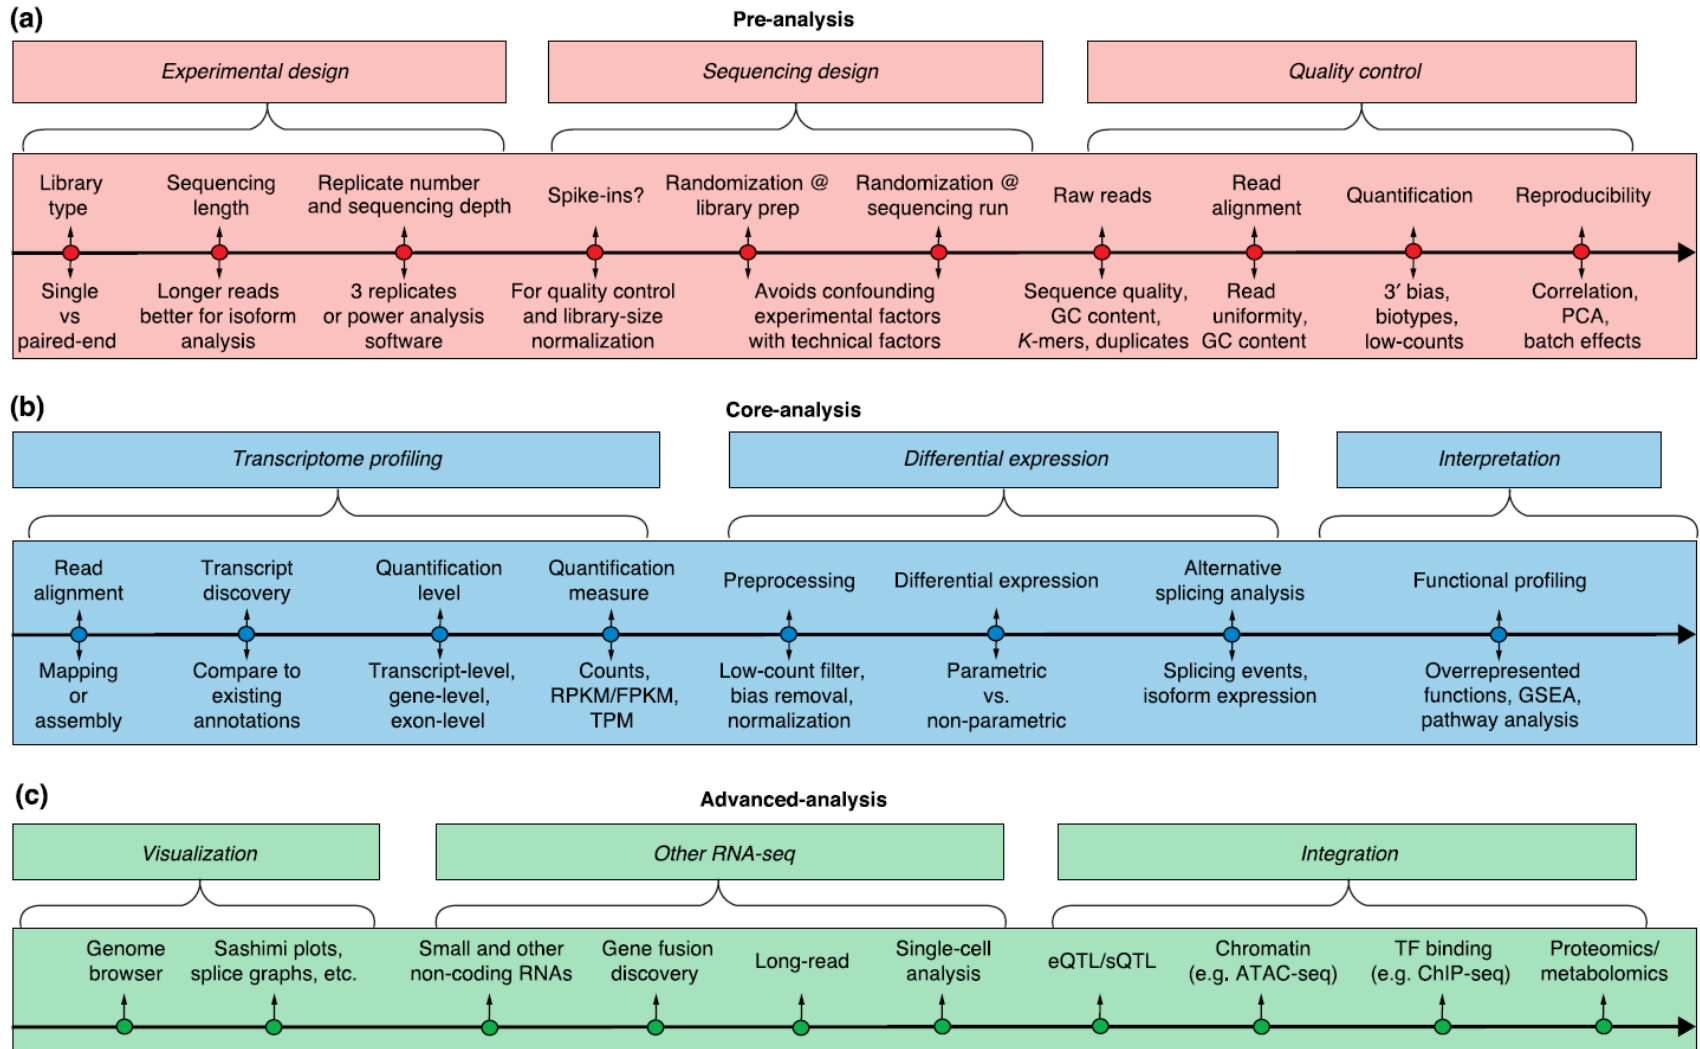 (a)
Pre-analysis
Experimental design
Sequencing design
Quality control
Library
type
Sequencing
length
Replicate number
and sequencing depth
Spike-ins?
Randomization @
library prep
Randomization @
sequencing run
Raw reads
Read
alignment
Quantification
Reproducibility
Single
vs
paired-end
Longer reads
better for isoform
analysis
3 replicates
or power analysis
software
For quality control
and library-size
normalization
Avoids confounding
experimental factors
with technical factors
Sequence quality,
GC content,
K-mers, duplicates
Read
uniformity,
GC content
3′ bias,
biotypes,
low-counts
Correlation,
PCA,
batch effects
(b)
Core-analysis
Transcriptome profiling
Differential expression
Interpretation
Read
alignment
Transcript
discovery
Quantification
level
Quantification
measure
Preprocessing
Differential expression
Alternative
splicing analysis
Functional profiling
Mapping
or
assembly
Compare to
existing
annotations
Transcript-level,
gene-level,
exon-level
Counts,
RPKM/FPKM,
TPM
Low-count filter,
bias removal,
normalization
Parametric
vs.
non-parametric
Splicing events,
isoform expression
Overrepresented
functions, GSEA,
pathway analysis
(c)
Advanced-analysis
Visualization
Other RNA-seq
Integration
Genome
browser
Sashimi plots,
splice graphs, etc.
Small and other
non-coding RNAs
Gene fusion
discovery
Long-read
Single-cell
analysis
eQTL/sQTL
Chromatin
(e.g. ATAC-seq)
TF binding
(e.g. ChIP-seq)
Proteomics/
metabolomics